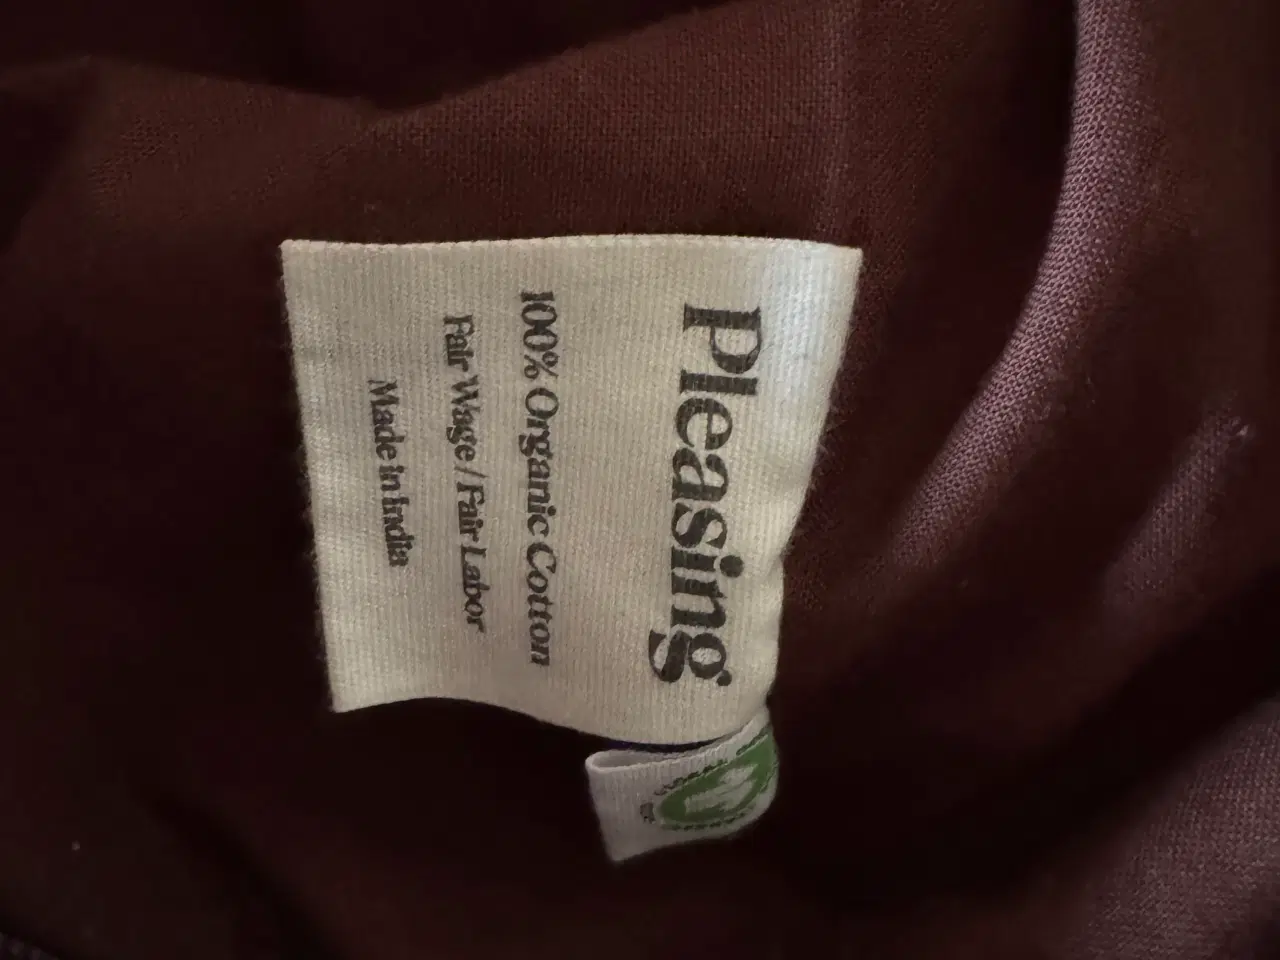 Pleasing
100% Organic Cotton
Fair Wage / Fair Labor
Made in India